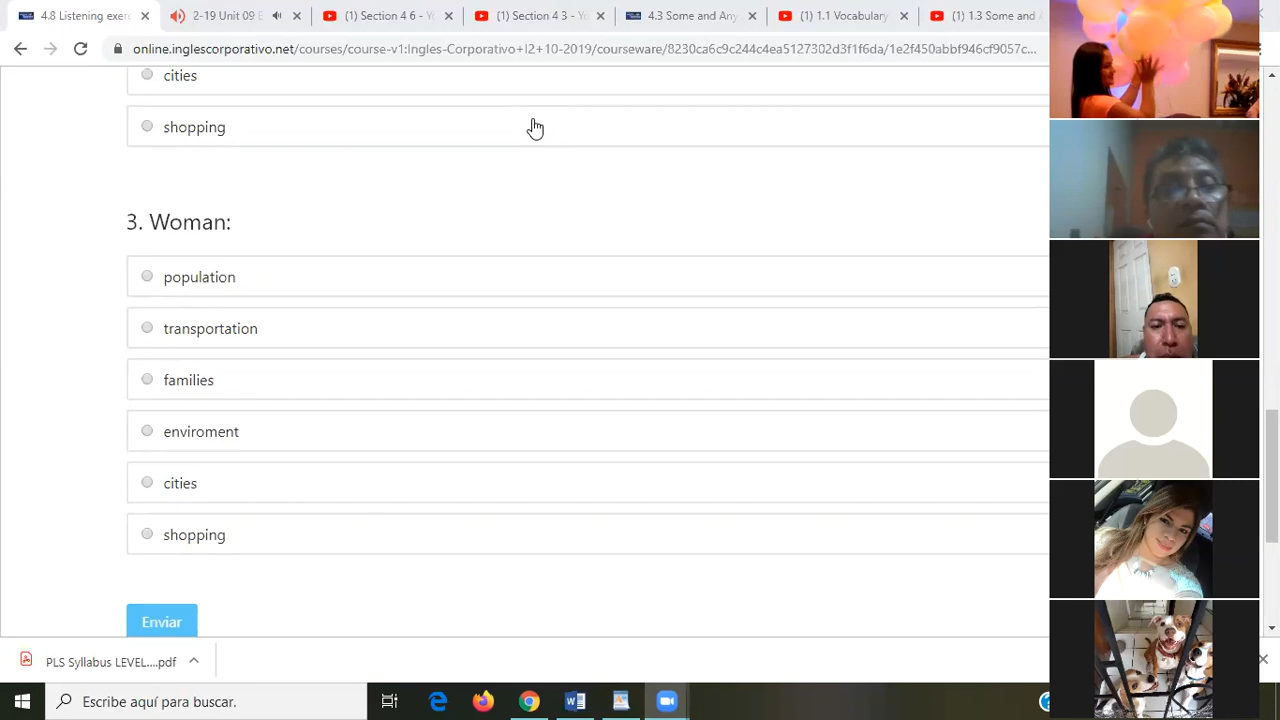 4.8 Listening exerc
2-19 Unit 09 E
(1) Section 4 6 - Y
(1) Section 4 3 - Y
4.3 Some and An
(1) 1.1 Vocabulary
(1) 1.3 Some and
online.inglescorporativo.net/courses/course-v1:Ingles-Corporativo+I2+10-2019/courseware/8230ca6c9c244c4ea5127302d3f1f6da/1e2f450abbf946cf9057c...
cities
shopping
3. Woman:
population
transportation
families
enviroment
cities
shopping
Enviar
PLS Syllabus LEVEL....pdf
Escribe aquí para buscar.